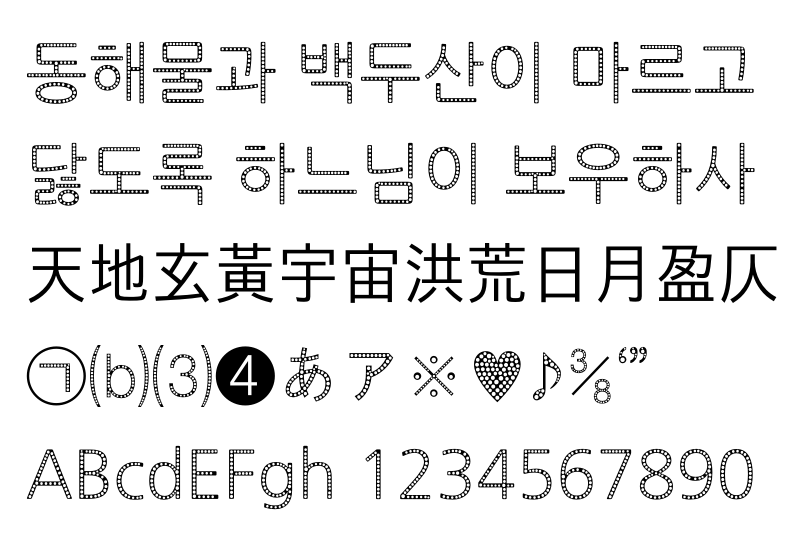 동해물과 백두산이 마르고
닳도록 하느님이 보우하사
天地玄黃宇宙洪荒日月盈仄
㉠⒝⑶❹あア※♥♪⅜“”
ABcdEFgh 1234567890